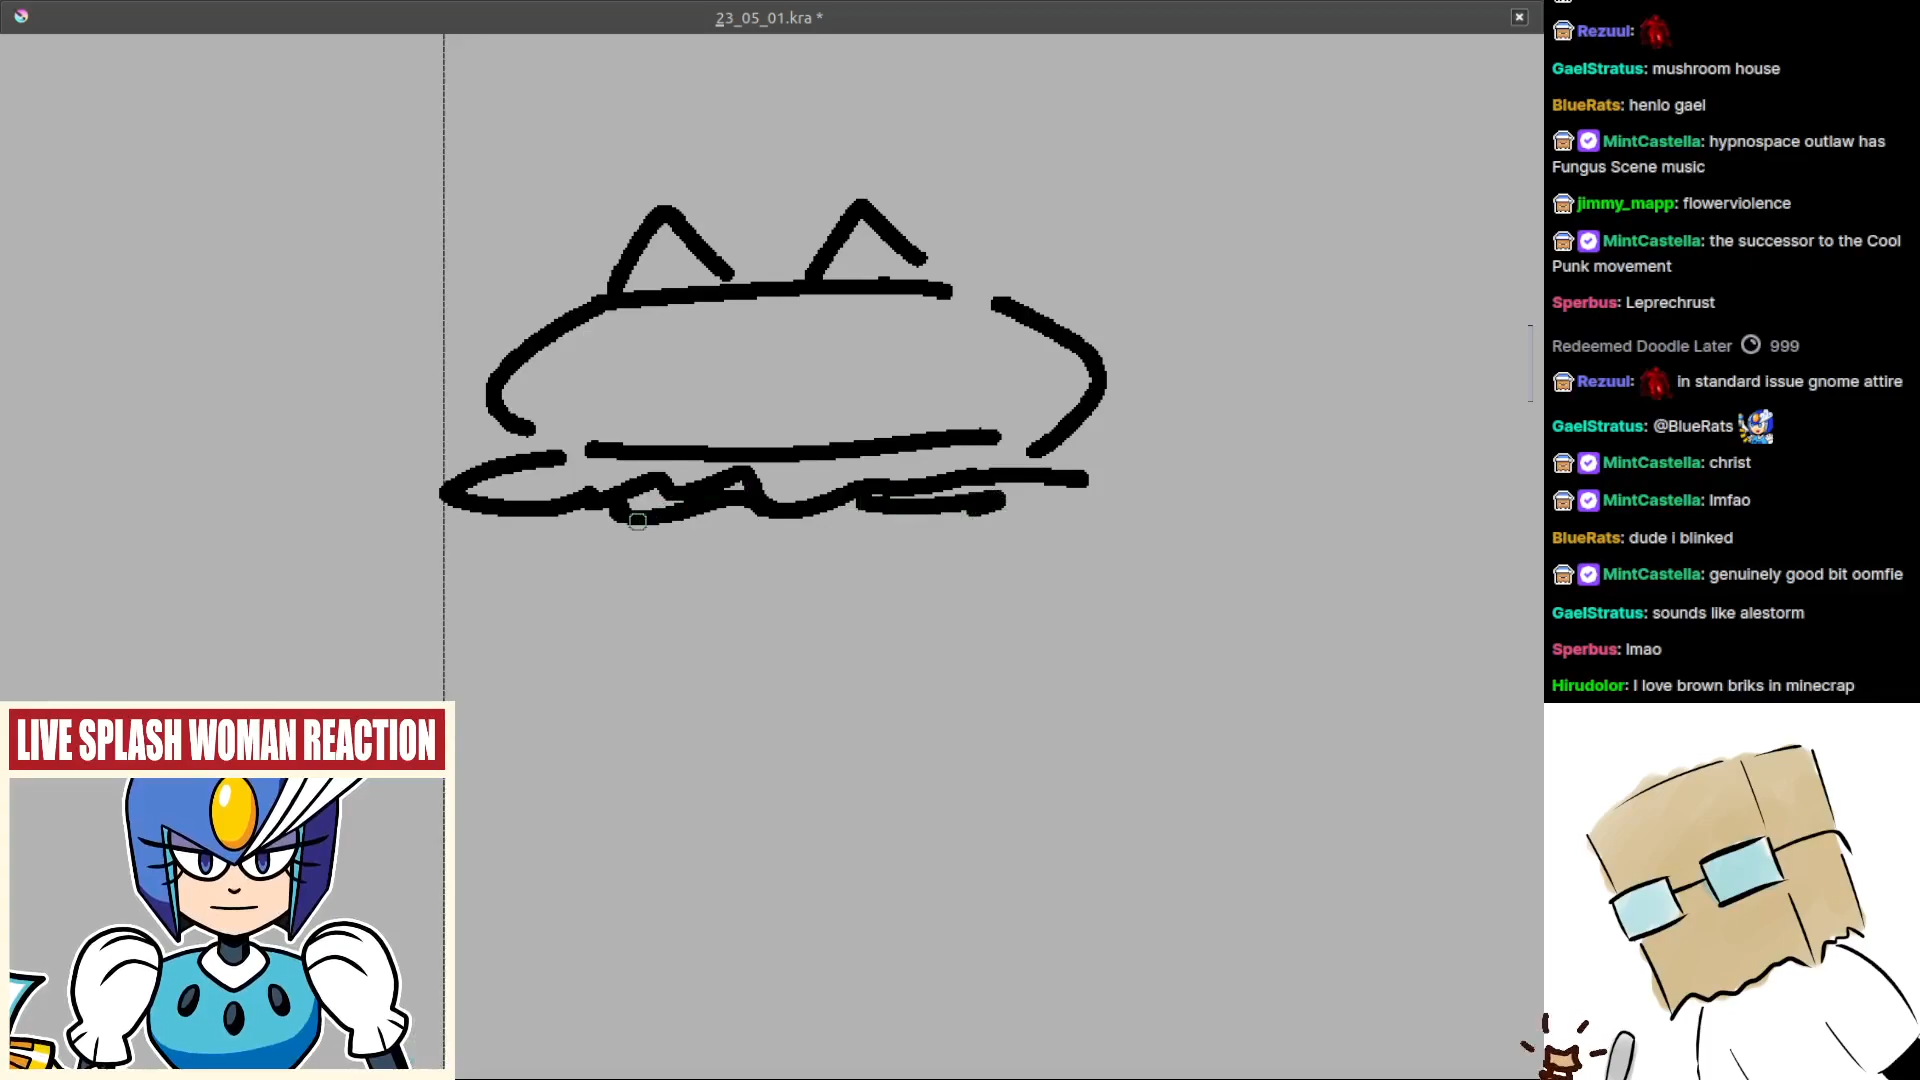 23_05_01.kra *
Rezuul:
GaelStratus: mushroom house
BlueRats: henlo gael
MintCastella: hypnospace outlaw has
Fungus Scene music
jimmy_mapp: flowerviolence
MintCastella: the successor to the Cool
Punk movement
Sperbus: Leprechrust
Redeemed Doodle Later 999
Rezuul: in standard issue gnome attire
GaelStratus: @BlueRats
MintCastella: christ
MintCastella: lmfao
BlueRats: dude i blinked
MintCastella: genuinely good bit oomfie
GaelStratus: sounds like alestorm
Sperbus: lmao
Hirudolor: I love brown briks in minecrap
LIVE SPLASH WOMAN REACTION